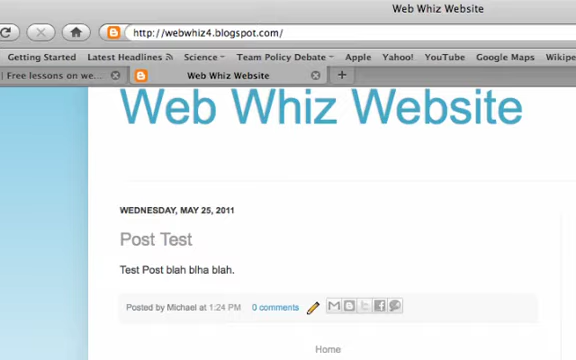 Web Whiz Website
http://webwhiz4.blogspot.com/
Getting Started Latest Headlines Science Team Policy Debate Apple Yahoo! YouTube Google Maps Wikipe
| Free lessons on we... Web Whiz Website
Web Whiz Website
WEDNESDAY, MAY 25, 2011
Post Test
Test Post blah blha blah.
Posted by Michael at 1:24 PM 0 comments
Home